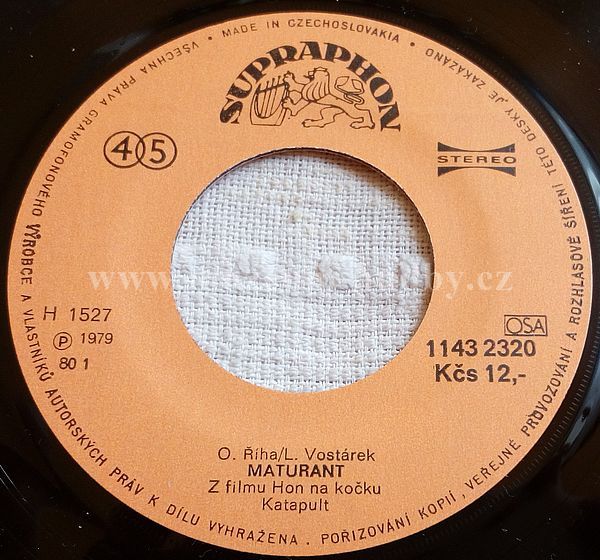 VŠECHNA PRÁVA GRAMOFONOVÉHO VÝROBCE A VLASTNÍKŮ AUTORSKÝCH PRÁV K DÍLU VYHRAŽENA. POŘIZOVÁNÍ KOPIÍ, VEŘEJNÉ PROVOZOVÁNÍ A ROZHLASOVÉ ŠÍŘENÍ TÉTO DESKY JE ZAKÁZÁNO
• MADE IN CZECHOSLOVAKIA •
SUPRAPHON
45
STEREO
H 1527
Ⓟ 1979
80 1
OSA
1143 2320
Kčs 12,-
O. Říha/L. Vostárek
MATURANT
Z filmu Hon na kočku
Katapult